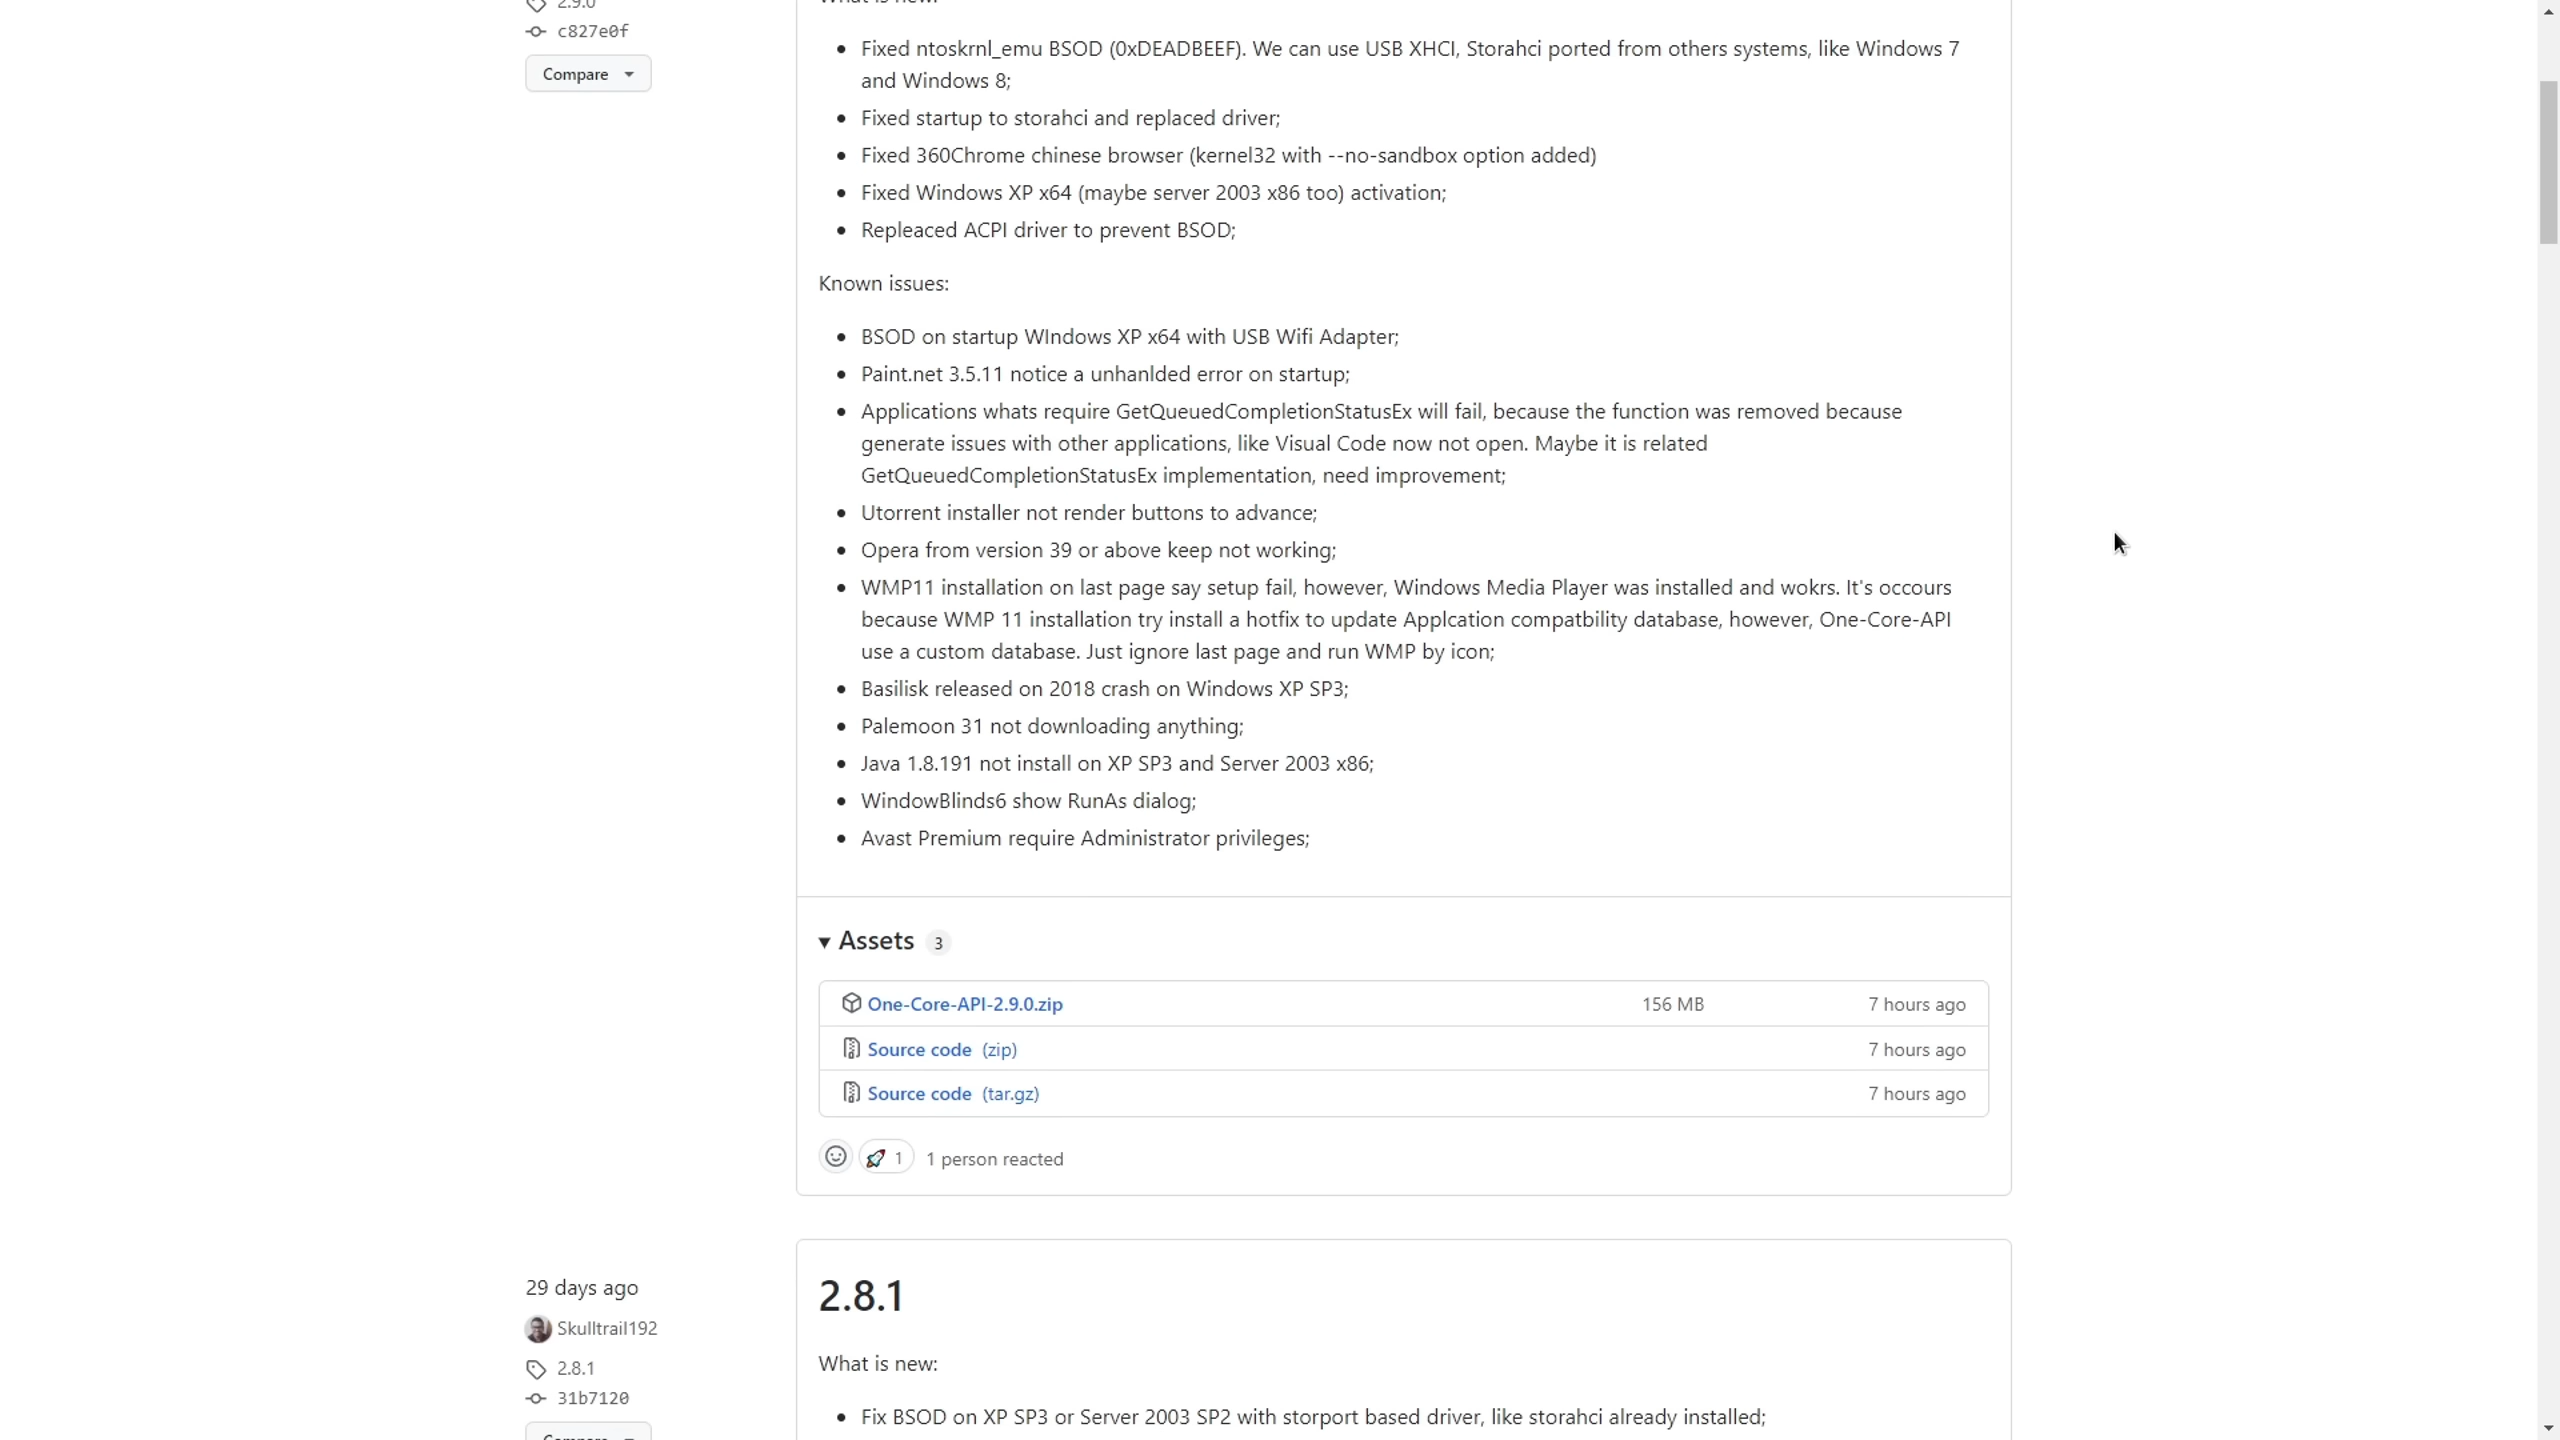 2.9.0
c827e0f
Compare
What is new:
Fixed ntoskrnl_emu BSOD (0xDEADBEEF). We can use USB XHCI, Storahci ported from others systems, like Windows 7
and Windows 8;
Fixed startup to storahci and replaced driver;
Fixed 360Chrome chinese browser (kernel32 with --no-sandbox option added)
Fixed Windows XP x64 (maybe server 2003 x86 too) activation;
Repleaced ACPI driver to prevent BSOD;
Known issues:
BSOD on startup WIndows XP x64 with USB Wifi Adapter;
Paint.net 3.5.11 notice a unhanlded error on startup;
Applications whats require GetQueuedCompletionStatusEx will fail, because the function was removed because
generate issues with other applications, like Visual Code now not open. Maybe it is related
GetQueuedCompletionStatusEx implementation, need improvement;
Utorrent installer not render buttons to advance;
Opera from version 39 or above keep not working;
WMP11 installation on last page say setup fail, however, Windows Media Player was installed and wokrs. It's occours
because WMP 11 installation try install a hotfix to update Applcation compatbility database, however, One-Core-API
use a custom database. Just ignore last page and run WMP by icon;
Basilisk released on 2018 crash on Windows XP SP3;
Palemoon 31 not downloading anything;
Java 1.8.191 not install on XP SP3 and Server 2003 x86;
WindowBlinds6 show RunAs dialog;
Avast Premium require Administrator privileges;
Assets 3
One-Core-API-2.9.0.zip 156 MB 7 hours ago
Source code (zip) 7 hours ago
Source code (tar.gz) 7 hours ago
1 1 person reacted
29 days ago
Skulltrail192
2.8.1
31b7120
Compare
2.8.1
What is new:
Fix BSOD on XP SP3 or Server 2003 SP2 with storport based driver, like storahci already installed;